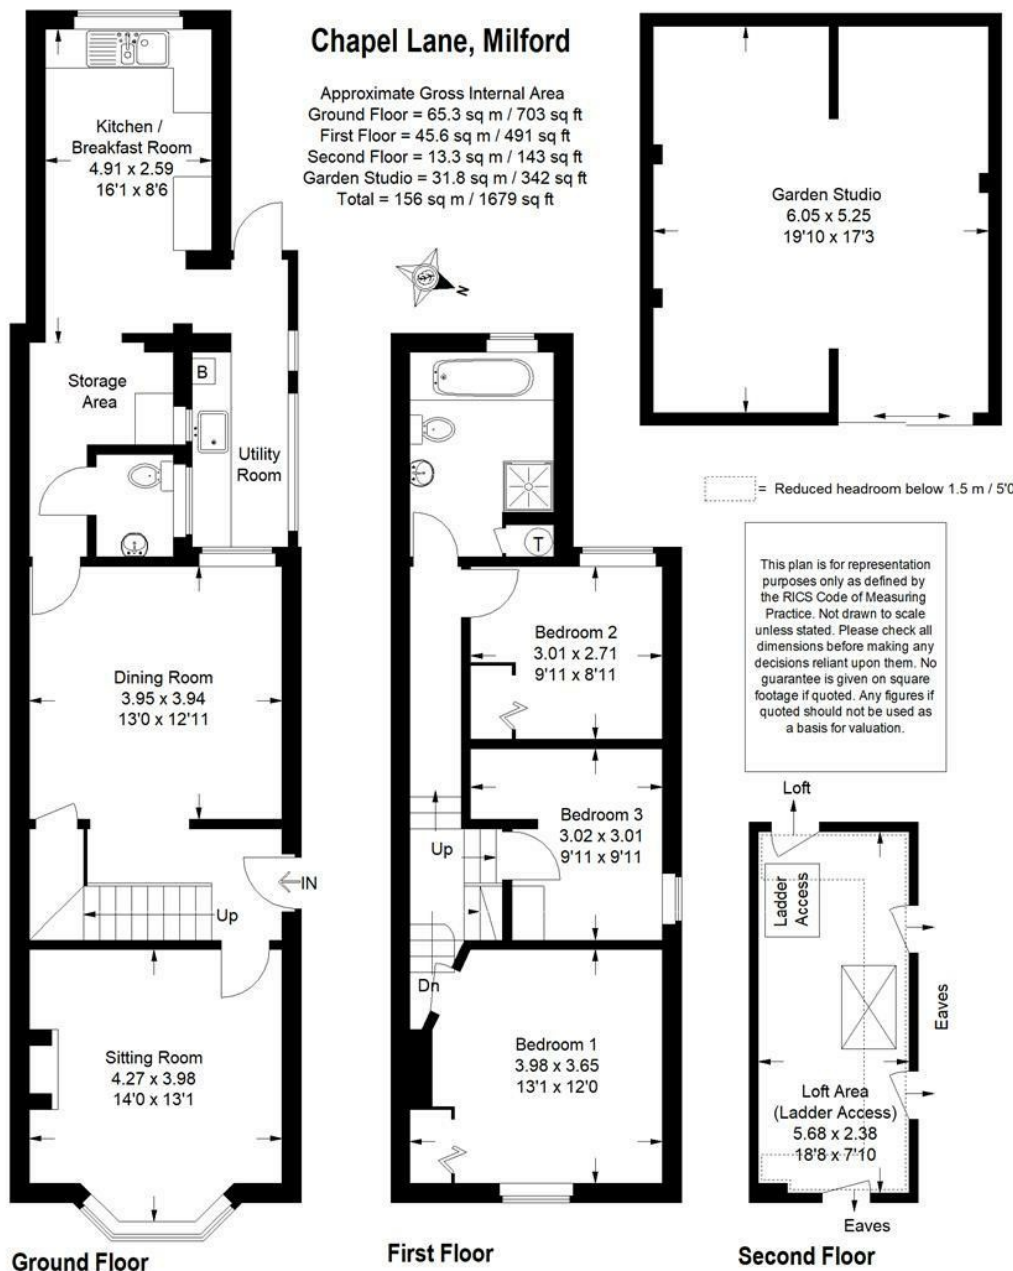 Chapel Lane, Milford
Approximate Gross Internal Area
Ground Floor = 65.3 sq m / 703 sq ft
First Floor = 45.6 sq m / 491 sq ft
Second Floor = 13.3 sq m / 143 sq ft
Garden Studio = 31.8 sq m / 342 sq ft
Total = 156 sq m / 1679 sq ft
Kitchen /
Breakfast Room
4.91 x 2.59
16'1 x 8'6
Storage
Area
B
Utility
Room
Dining Room
3.95 x 3.94
13'0 x 12'11
IN
Up
Sitting Room
4.27 x 3.98
14'0 x 13'1
Ground Floor
N
T
Bedroom 2
3.01 x 2.71
9'11 x 8'11
Bedroom 3
3.02 x 3.01
9'11 x 9'11
Up
Dn
Bedroom 1
3.98 x 3.65
13'1 x 12'0
First Floor
Garden Studio
6.05 x 5.25
19'10 x 17'3
= Reduced headroom below 1.5 m / 5'0
This plan is for representation
purposes only as defined by
the RICS Code of Measuring
Practice. Not drawn to scale
unless stated. Please check all
dimensions before making any
decisions reliant upon them. No
guarantee is given on square
footage if quoted. Any figures if
quoted should not be used as
a basis for valuation.
Loft
Ladder
Access
Eaves
Loft Area
(Ladder Access)
5.68 x 2.38
18'8 x 7'10
Eaves
Second Floor